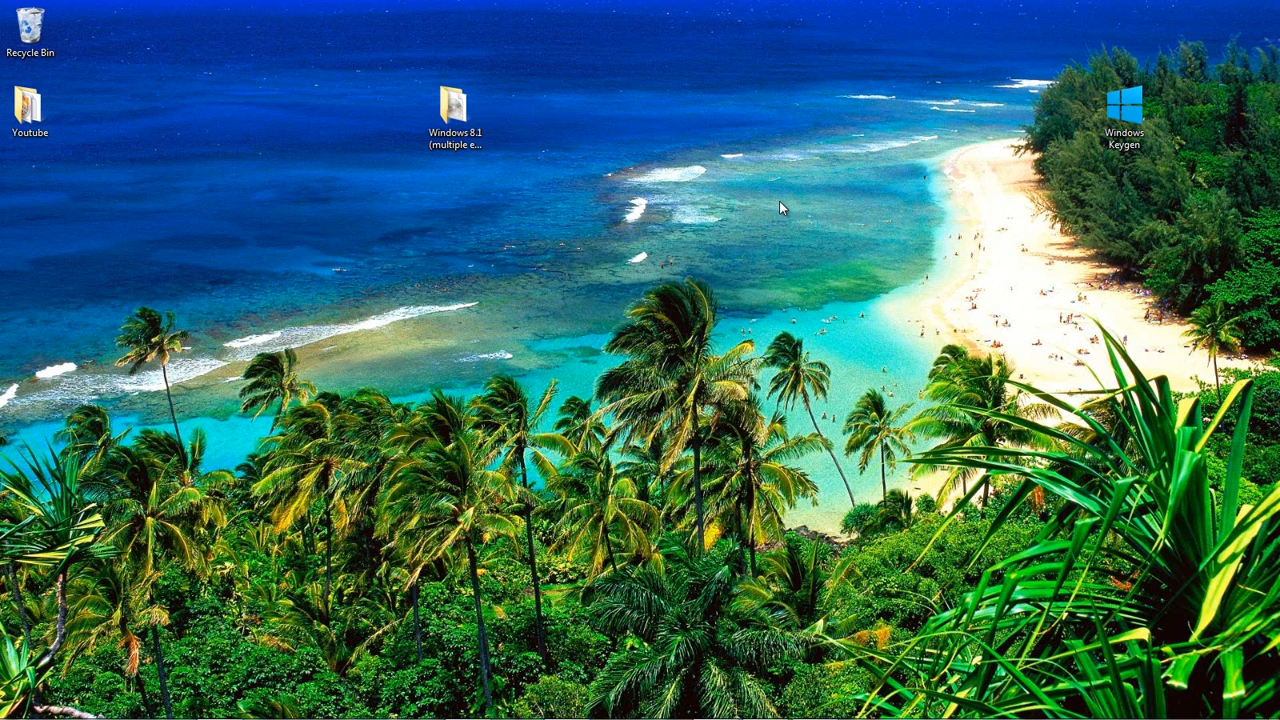 Recycle Bin
Youtube
Windows 8.1
(multiple e...
Windows
Keygen